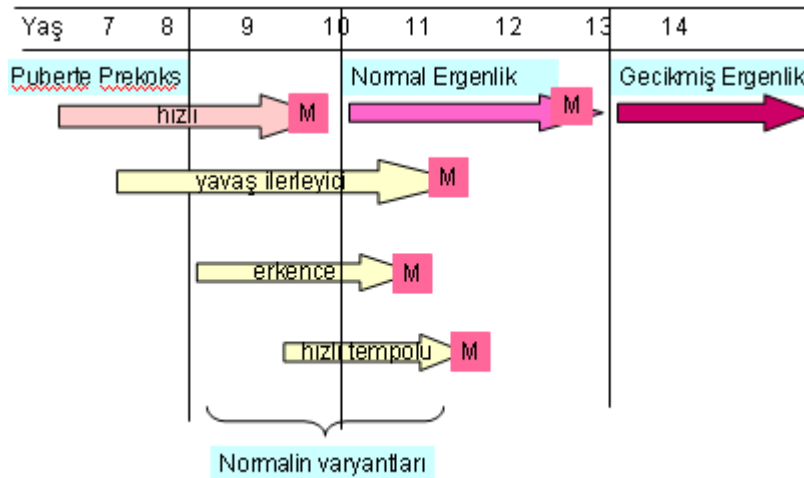 Yaş 7 8 9 10 11 12 13 14
Puberte Prekoks Normal Ergenlik Gecikmiş Ergenlik
hızlı M M
yavaş ilerleyici M
erkence M
hızlı tempolu M
Normalin varyantları